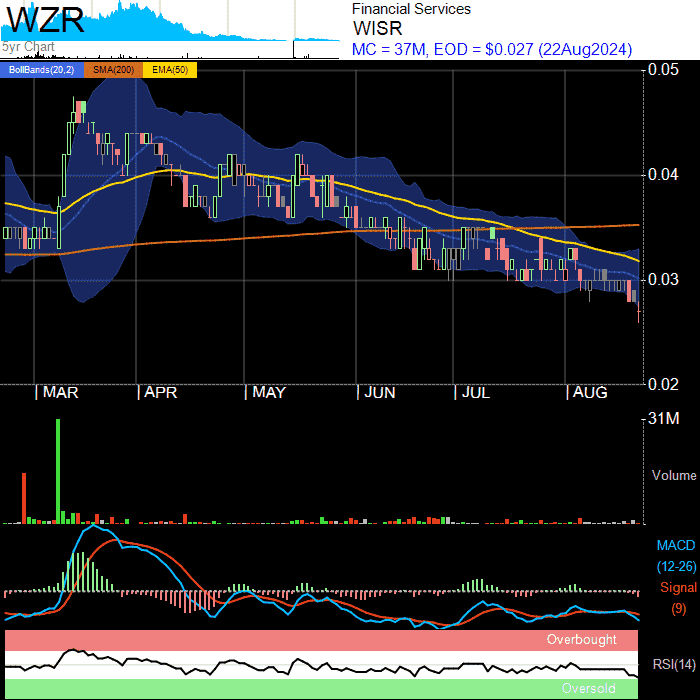 WZR
5yr Chart
Financial Services
WISR
MC = 37M, EOD = $0.027 (22Aug2024)
BollBands(20,2) SMA(200) EMA(50)
0.05
0.04
0.03
0.02
| MAR | APR | MAY | JUN | JUL | AUG
31M
Volume
MACD
(12-26)
Signal
(9)
Overbought
RSI(14)
Oversold